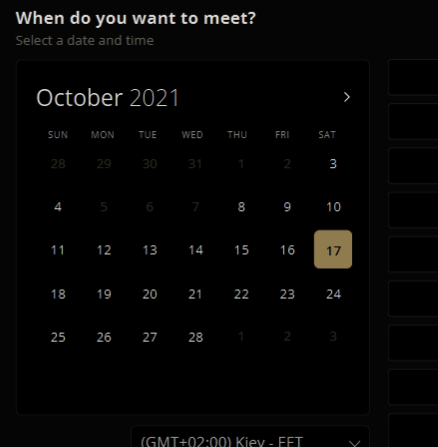 When do you want to meet?
Select a date and time
October 2021
SUN MON TUE WED THU FRI SAT
28 29 30 31 1 2 3
4 5 6 7 8 9 10
11 12 13 14 15 16 17
18 19 20 21 22 23 24
25 26 27 28 1 2 3
(GMT+02:00) Kiev - EET